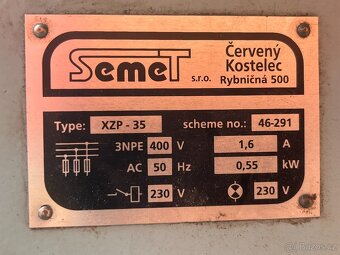 SemeT s.r.o.
Červený
Kostelec
Rybničná 500
Type: XZP - 35 scheme no.: 46-291
3NPE 400 V 1,6 A
AC 50 Hz 0,55 kW
230 V 230 V